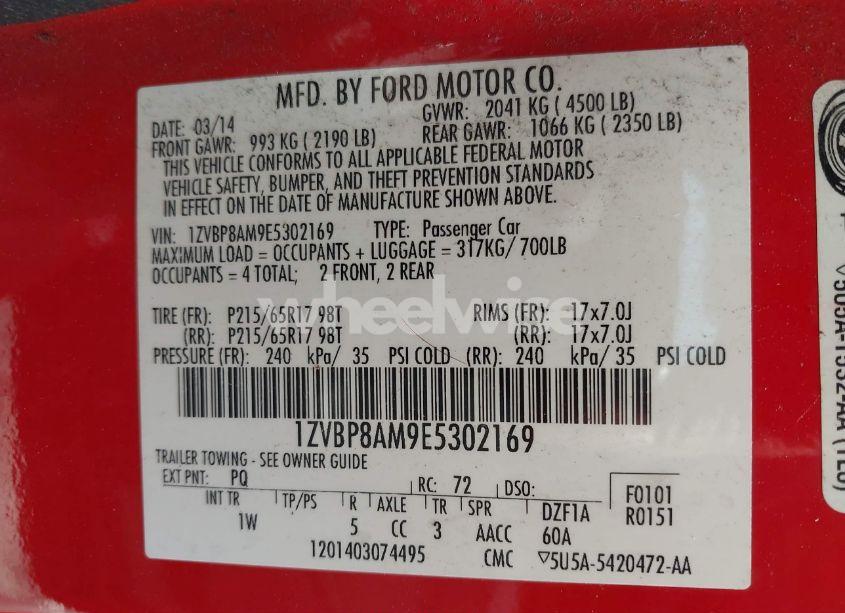 MFD. BY FORD MOTOR CO.
DATE: 03/14 GVWR: 2041 KG ( 4500 LB)
FRONT GAWR: 993 KG ( 2190 LB) REAR GAWR: 1066 KG ( 2350 LB)
THIS VEHICLE CONFORMS TO ALL APPLICABLE FEDERAL MOTOR
VEHICLE SAFETY, BUMPER, AND THEFT PREVENTION STANDARDS
IN EFFECT ON THE DATE OF MANUFACTURE SHOWN ABOVE.
VIN: 1ZVBP8AM9E5302169 TYPE: Passenger Car
MAXIMUM LOAD = OCCUPANTS + LUGGAGE = 317KG/ 700LB
OCCUPANTS = 4 TOTAL; 2 FRONT, 2 REAR
wheelwire
TIRE (FR): P215/65R17 98T RIMS (FR): 17x7.0J
(RR): P215/65R17 98T (RR): 17x7.0J
PRESSURE (FR): 240 kPa/ 35 PSI COLD (RR): 240 kPa/ 35 PSI COLD
1ZVBP8AM9E5302169
TRAILER TOWING - SEE OWNER GUIDE
EXT PNT: PQ RC: 72 DSO: F0101
INT TR TP/PS R AXLE TR SPR DZF1A R0151
1W 5 CC 3 AACC 60A
1201403074495 CMC ▽5U5A-5420472-AA